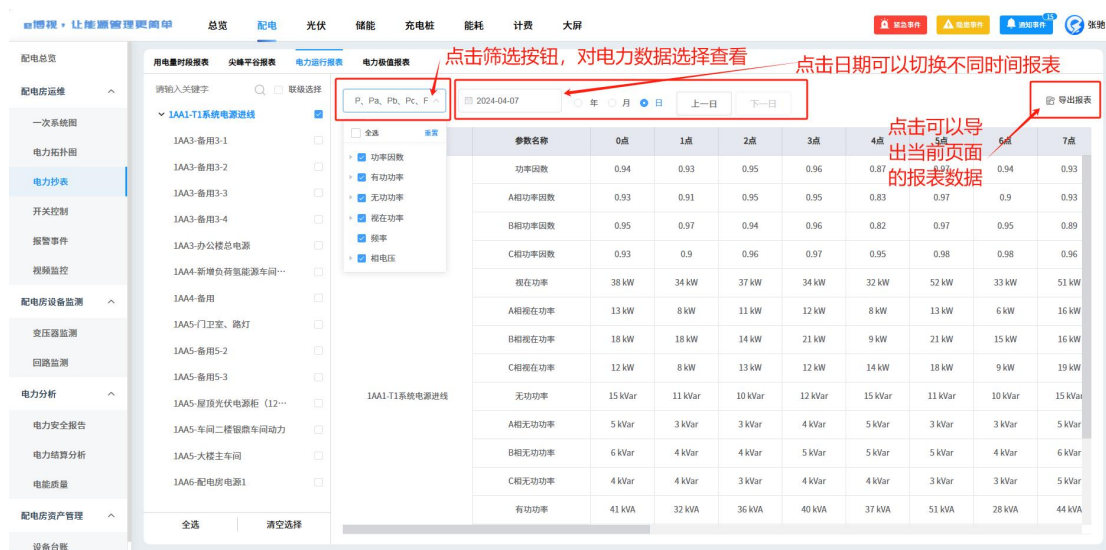 e博视·让能源管理更简单 总览 配电 光伏 储能 充电桩 能耗 计费 大屏 紧急事件 隐患事件 通知事件 15 张驰
点击筛选按钮，对电力数据选择查看
点击日期可以切换不同时间报表
点击可以导
出当前页面
的报表数据
配电总览
配电房运维
一次系统图
电力拓扑图
电力抄表
开关控制
报警事件
视频监控
配电房设备监测
变压器监测
回路监测
电力分析
电力安全报告
电力结算分析
电能质量
配电房资产管理
设备台账
用电量时段报表 尖峰平谷报表 电力运行报表 电力极值报表
请输入关键字 联级选择
1AA1-T1系统电源进线
1AA3-备用3-1
1AA3-备用3-2
1AA3-备用3-3
1AA3-备用3-4
1AA3-办公楼总电源
1AA4-新增负荷氢能源车间…
1AA4-备用
1AA5-门卫室、路灯
1AA5-备用5-2
1AA5-备用5-3
1AA5-屋顶光伏电源柜（12…
1AA5-车间二楼银鼎车间动力
1AA5-大楼主车间
1AA6-配电房电源1
全选 清空选择
P、Pa、Pb、Pc、F 2024-04-07 年 月 日 上一日 下一日 导出报表
全选 重置
功率因数
有功功率
无功功率
视在功率
频率
相电压
参数名称 0点 1点 2点 3点 4点 5点 6点 7点
功率因数 0.94 0.93 0.95 0.96 0.87 0.97 0.94 0.93
A相功率因数 0.93 0.91 0.95 0.95 0.83 0.97 0.9 0.93
B相功率因数 0.95 0.97 0.94 0.96 0.82 0.97 0.95 0.89
C相功率因数 0.93 0.9 0.96 0.97 0.95 0.98 0.98 0.96
视在功率 38 kW 34 kW 37 kW 34 kW 32 kW 52 kW 33 kW 51 kW
A相视在功率 13 kW 8 kW 11 kW 12 kW 8 kW 13 kW 6 kW 16 kW
B相视在功率 18 kW 18 kW 14 kW 21 kW 9 kW 21 kW 15 kW 16 kW
C相视在功率 12 kW 8 kW 13 kW 12 kW 14 kW 18 kW 9 kW 19 kW
1AA1-T1系统电源进线 无功功率 15 kVar 11 kVar 10 kVar 12 kVar 15 kVar 11 kVar 10 kVar 15 kVar
A相无功功率 5 kVar 3 kVar 3 kVar 4 kVar 5 kVar 3 kVar 3 kVar 5 kVar
B相无功功率 6 kVar 4 kVar 4 kVar 5 kVar 5 kVar 5 kVar 4 kVar 6 kVar
C相无功功率 4 kVar 4 kVar 3 kVar 4 kVar 4 kVar 3 kVar 3 kVar 5 kVar
有功功率 41 kVA 32 kVA 36 kVA 40 kVA 37 kVA 51 kVA 28 kVA 44 kVA